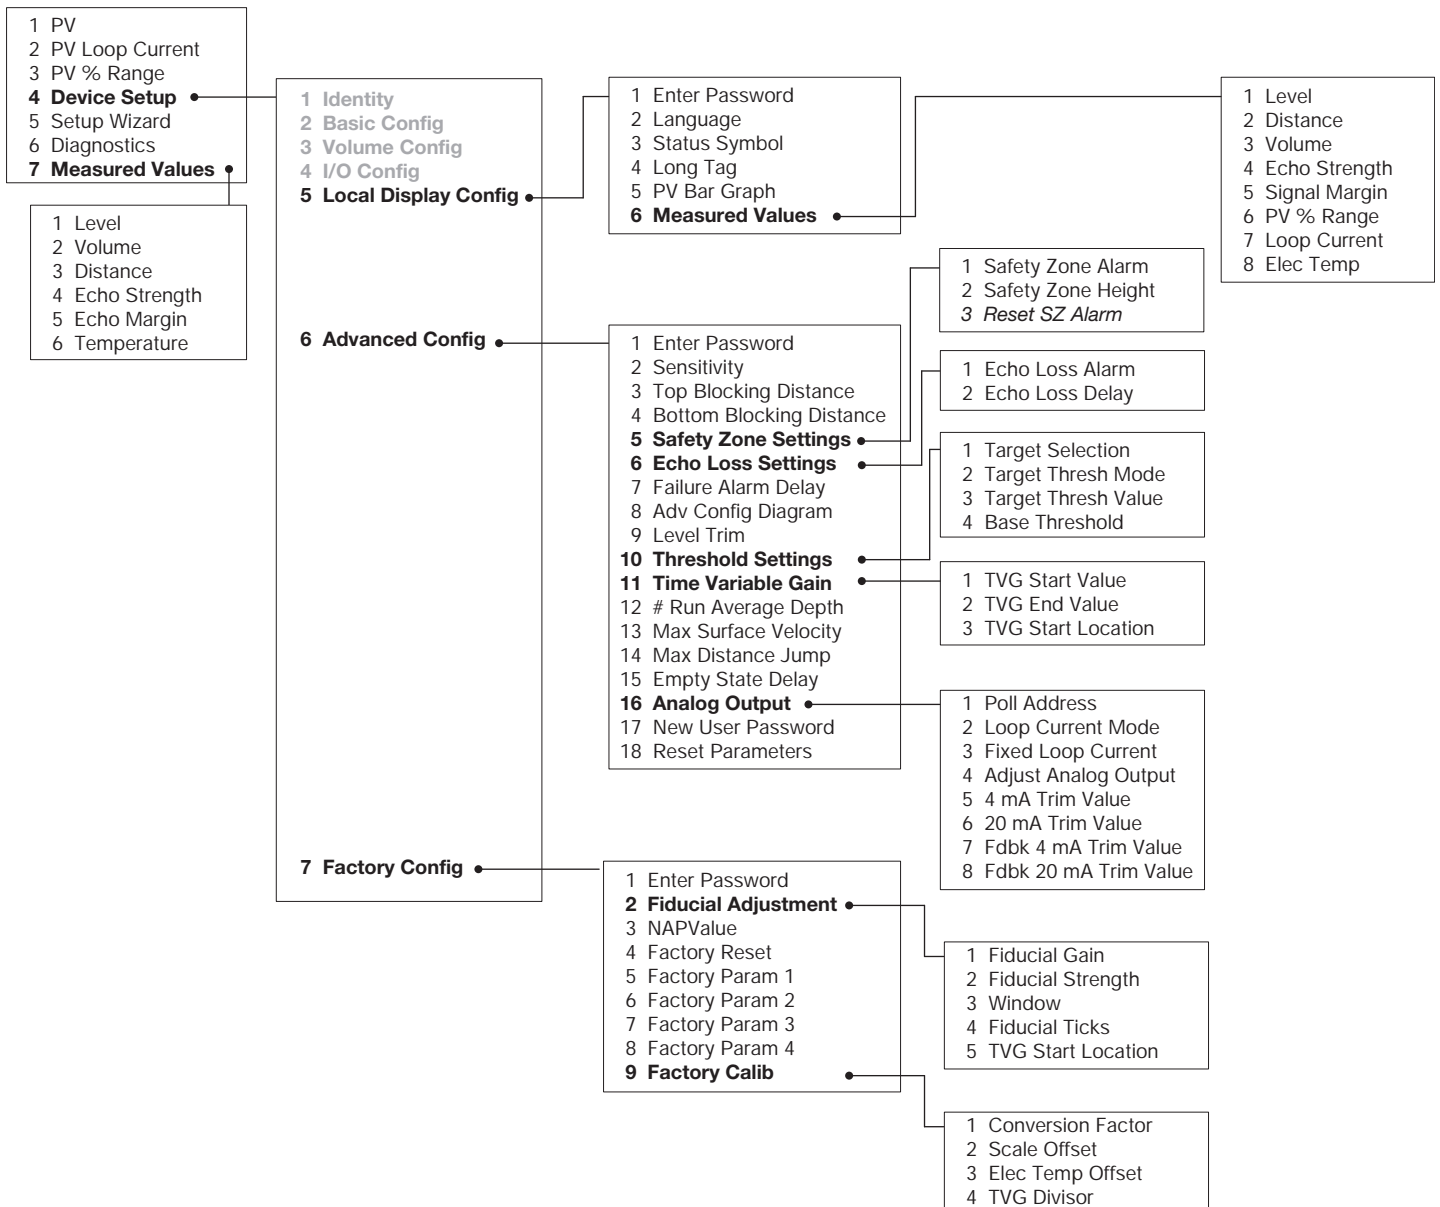 1 PV
2 PV Loop Current
3 PV % Range
4 Device Setup
5 Setup Wizard
6 Diagnostics
7 Measured Values
1 Level
2 Volume
3 Distance
4 Echo Strength
5 Echo Margin
6 Temperature
1 Identity
2 Basic Config
3 Volume Config
4 I/O Config
5 Local Display Config
6 Advanced Config
7 Factory Config
1 Enter Password
2 Language
3 Status Symbol
4 Long Tag
5 PV Bar Graph
6 Measured Values
1 Level
2 Distance
3 Volume
4 Echo Strength
5 Signal Margin
6 PV % Range
7 Loop Current
8 Elec Temp
1 Enter Password
2 Sensitivity
3 Top Blocking Distance
4 Bottom Blocking Distance
5 Safety Zone Settings
6 Echo Loss Settings
7 Failure Alarm Delay
8 Adv Config Diagram
9 Level Trim
10 Threshold Settings
11 Time Variable Gain
12 # Run Average Depth
13 Max Surface Velocity
14 Max Distance Jump
15 Empty State Delay
16 Analog Output
17 New User Password
18 Reset Parameters
1 Safety Zone Alarm
2 Safety Zone Height
3 Reset SZ Alarm
1 Echo Loss Alarm
2 Echo Loss Delay
1 Target Selection
2 Target Thresh Mode
3 Target Thresh Value
4 Base Threshold
1 TVG Start Value
2 TVG End Value
3 TVG Start Location
1 Poll Address
2 Loop Current Mode
3 Fixed Loop Current
4 Adjust Analog Output
5 4 mA Trim Value
6 20 mA Trim Value
7 Fdbk 4 mA Trim Value
8 Fdbk 20 mA Trim Value
1 Enter Password
2 Fiducial Adjustment
3 NAPValue
4 Factory Reset
5 Factory Param 1
6 Factory Param 2
7 Factory Param 3
8 Factory Param 4
9 Factory Calib
1 Fiducial Gain
2 Fiducial Strength
3 Window
4 Fiducial Ticks
5 TVG Start Location
1 Conversion Factor
2 Scale Offset
3 Elec Temp Offset
4 TVG Divisor